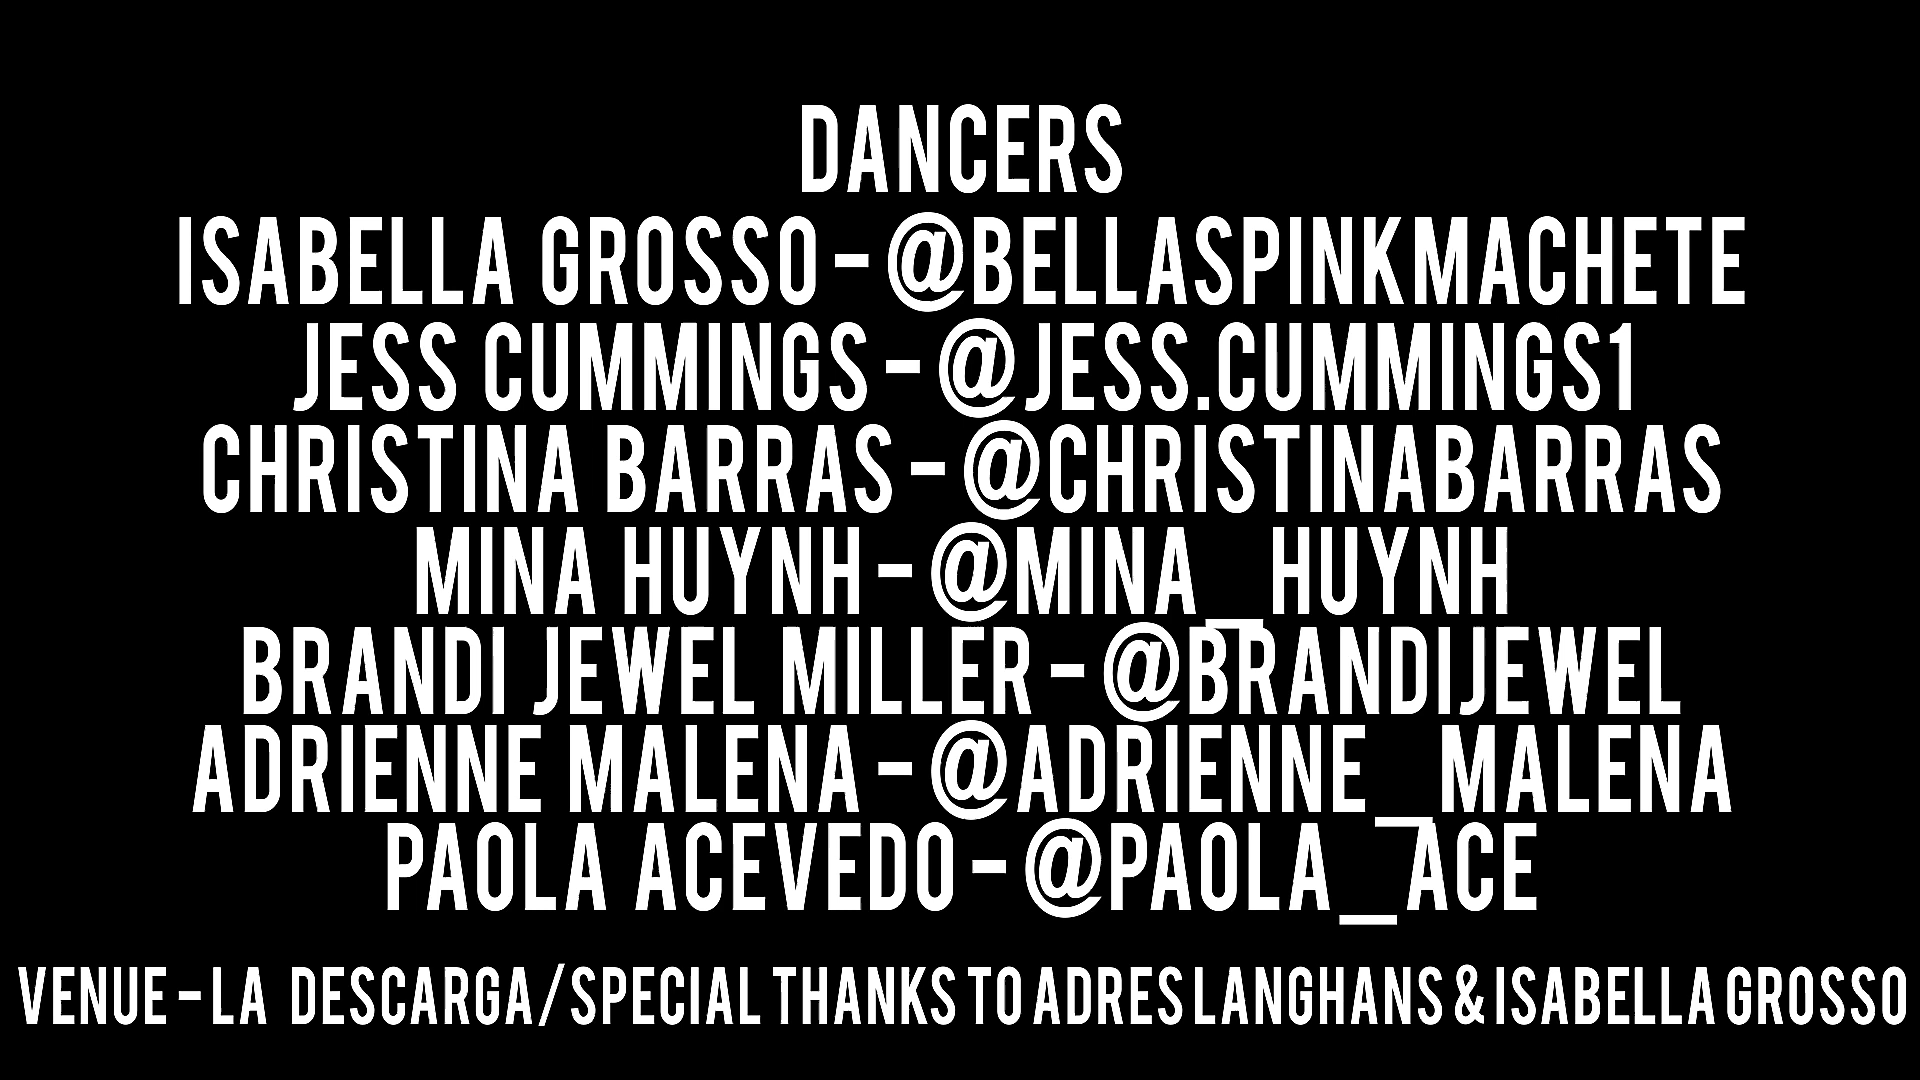 DANCERS
ISABELLA GROSSO - @BELLASPINKMACHETE
JESS CUMMINGS - @JESS.CUMMINGS1
CHRISTINA BARRAS - @CHRISTINABARRAS
MINA HUYNH - @MINA_HUYNH
BRANDI JEWEL MILLER - @BRANDIJEWEL
ADRIENNE MALENA - @ADRIENNE_MALENA
PAOLA ACEVEDO - @PAOLA_ACE
VENUE - LA DESCARGA/SPECIAL THANKS TO ADRES LANGHANS & ISABELLA GROSSO